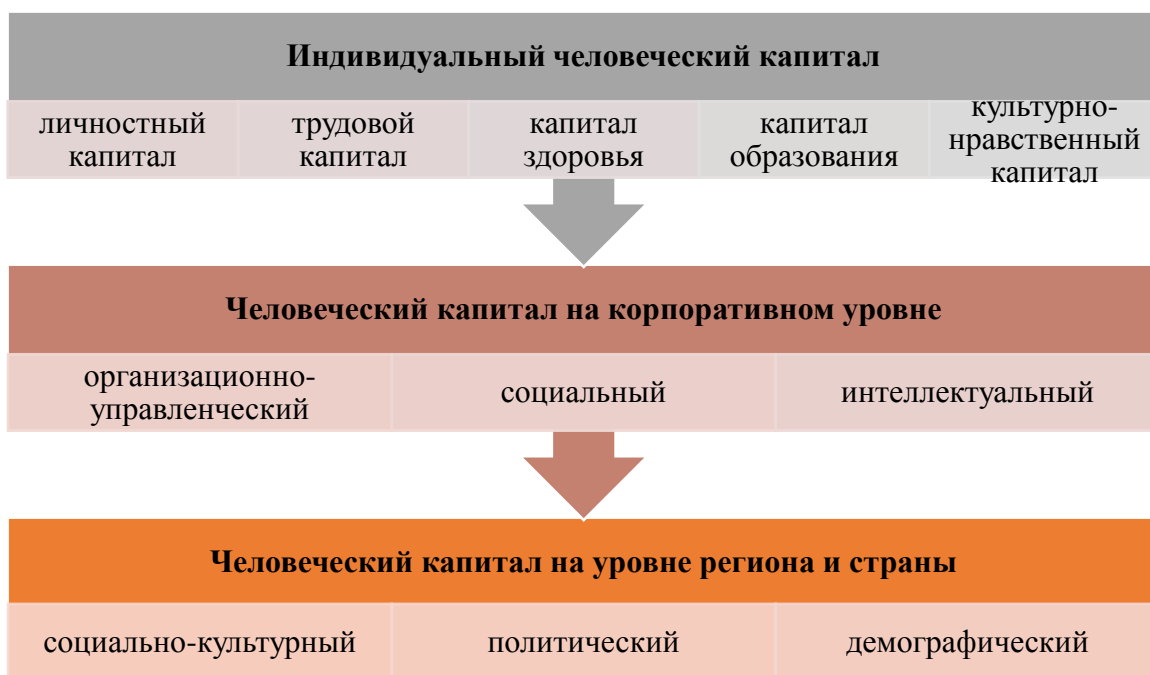 Индивидуальный человеческий капитал
личностный
капитал
трудовой
капитал
капитал
здоровья
капитал
образования
культурно-
нравственный
капитал
Человеческий капитал на корпоративном уровне
организационно-
управленческий
социальный
интеллектуальный
Человеческий капитал на уровне региона и страны
социально-культурный
политический
демографический